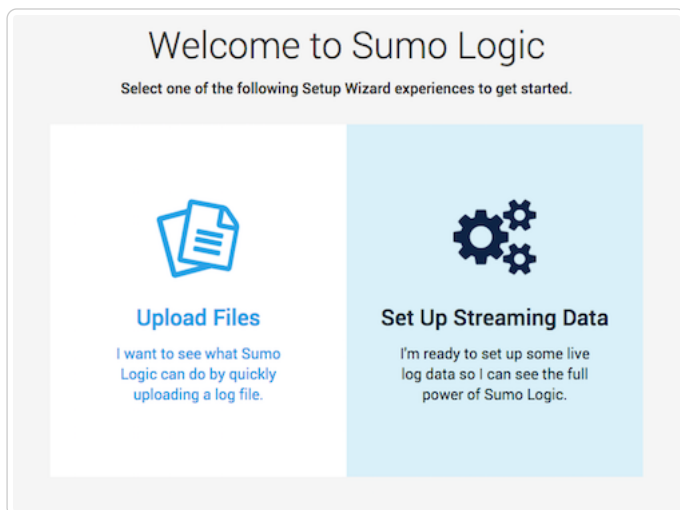 Welcome to Sumo Logic
Select one of the following Setup Wizard experiences to get started.
Upload Files
I want to see what Sumo
Logic can do by quickly
uploading a log file.
Set Up Streaming Data
I'm ready to set up some live
log data so I can see the full
power of Sumo Logic.